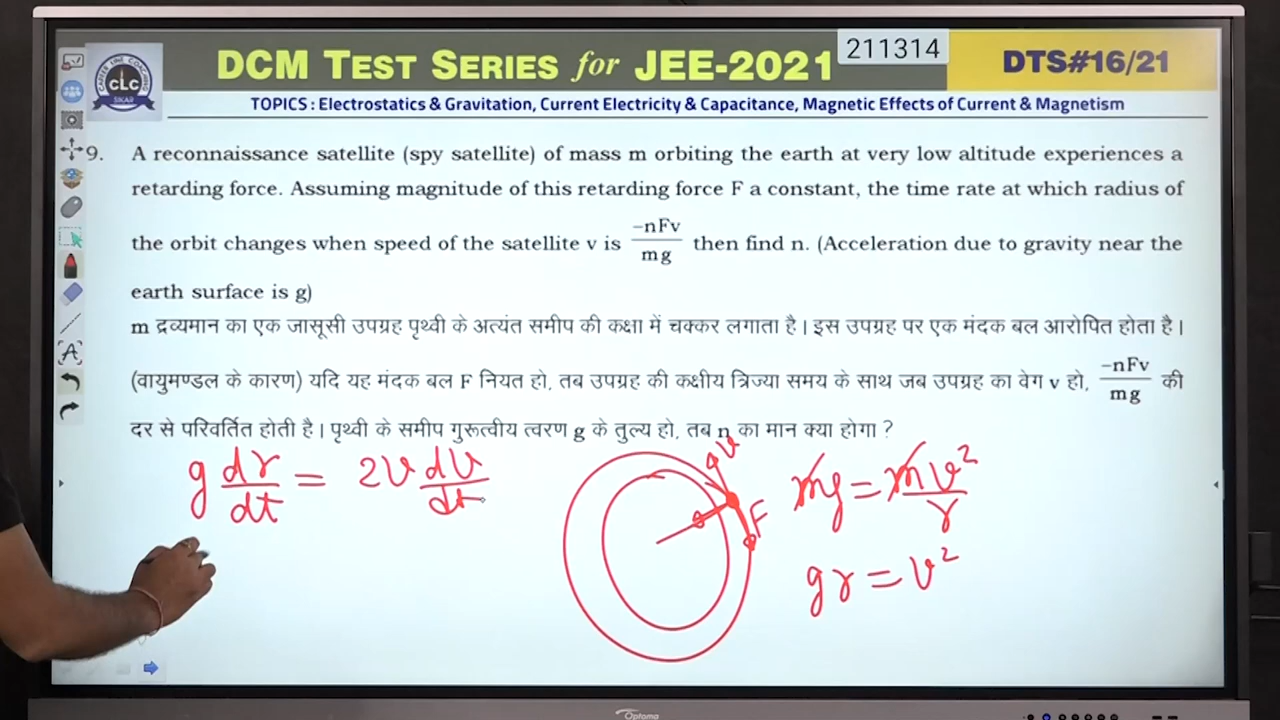 DCM TEST SERIES for JEE-2021
211314
DTS#16/21
CAREER LINE COACHING
CLC
SIKAR
TOPICS : Electrostatics & Gravitation, Current Electricity & Capacitance, Magnetic Effects of Current & Magnetism
9. A reconnaissance satellite (spy satellite) of mass m orbiting the earth at very low altitude experiences a
retarding force. Assuming magnitude of this retarding force F a constant, the time rate at which radius of
the orbit changes when speed of the satellite v is −nFv/mg then find n. (Acceleration due to gravity near the
earth surface is g)
m द्रव्यमान का एक जासूसी उपग्रह पृथ्वी के अत्यंत समीप की कक्षा में चक्कर लगाता है। इस उपग्रह पर एक मंदक बल आरोपित होता है।
(वायुमण्डल के कारण) यदि यह मंदक बल F नियत हो, तब उपग्रह की कक्षीय त्रिज्या समय के साथ जब उपग्रह का वेग v हो, −nFv/mg की
दर से परिवर्तित होती है। पृथ्वी के समीप गुरूत्वीय त्वरण g के तुल्य हो, तब n का मान क्या होगा ?
g dr/dt = 2v dv/dt
v
F
mg = mv²/r
gr = v²
A
Optoma